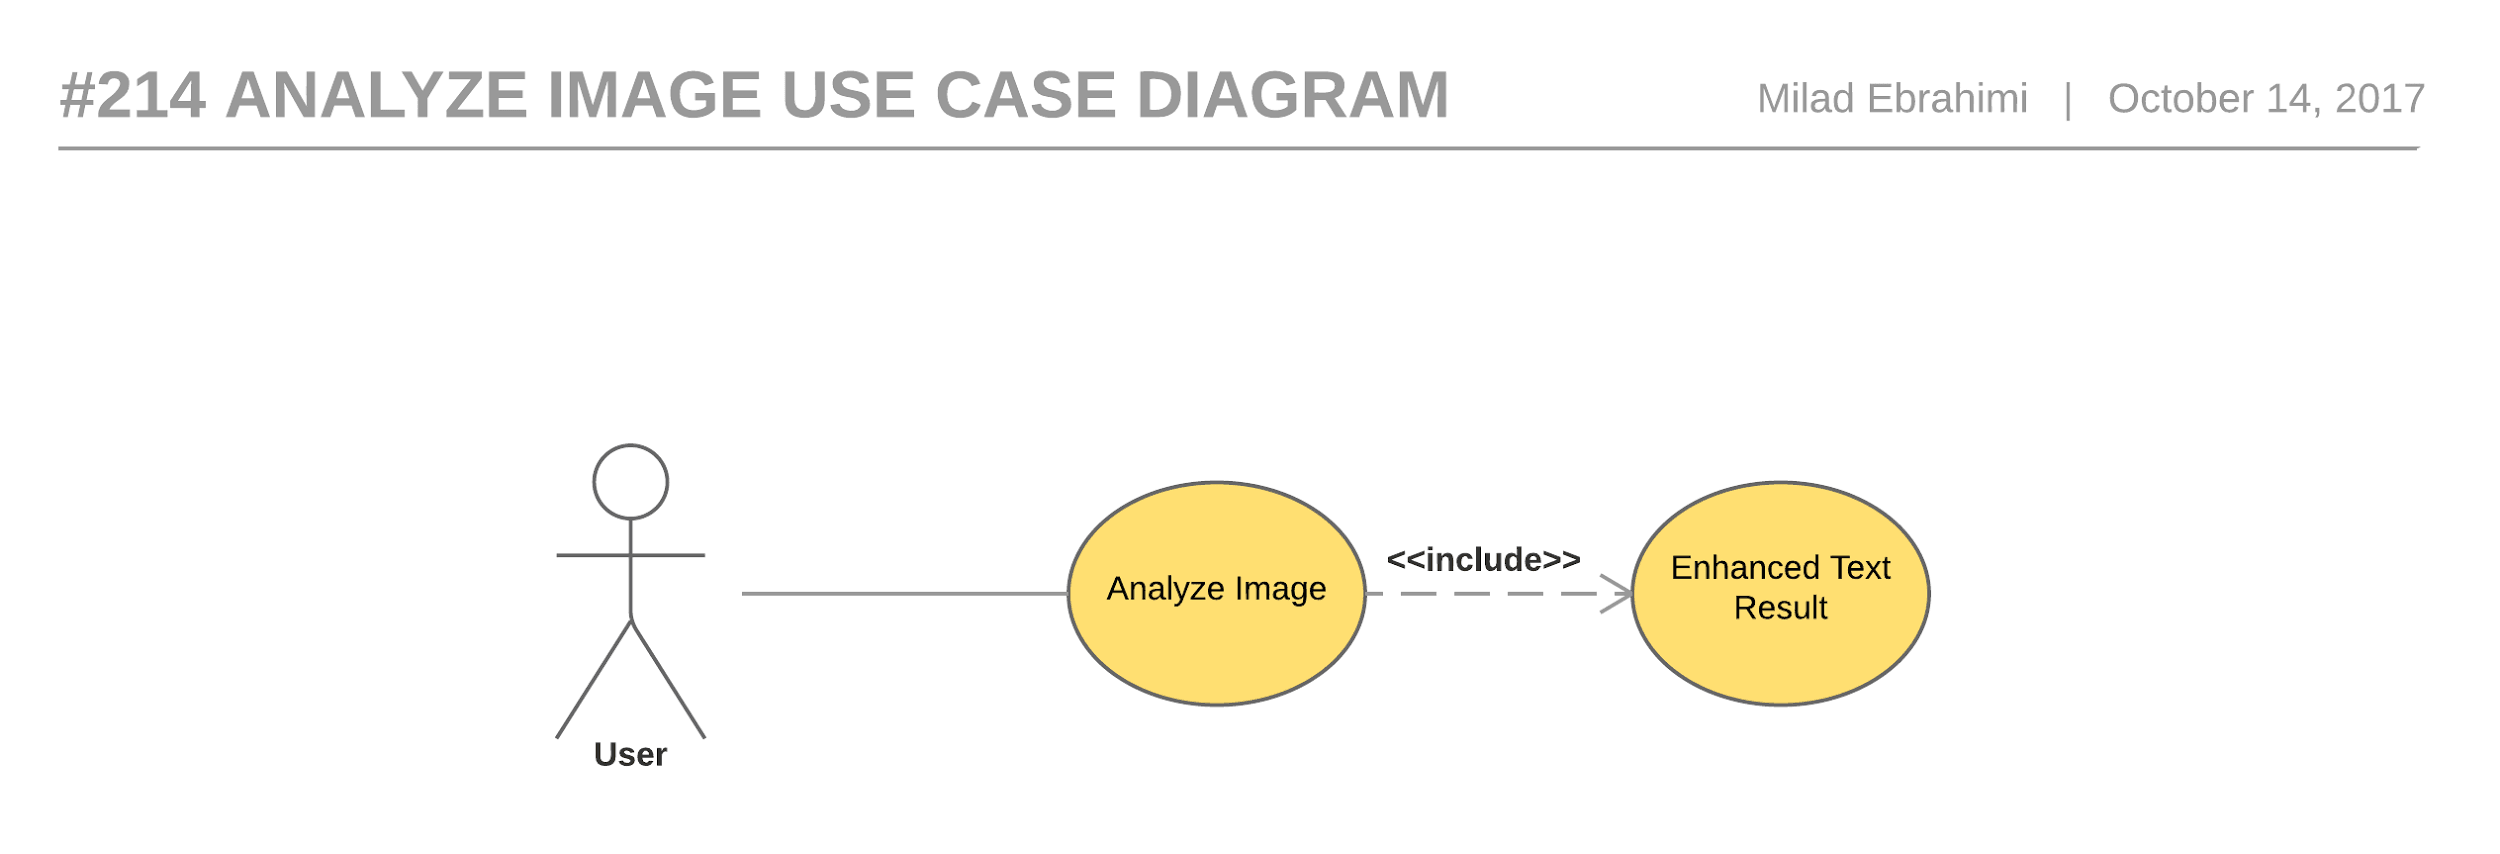 #214 ANALYZE IMAGE USE CASE DIAGRAM
Milad Ebrahimi | October 14, 2017
<<include>>
Analyze Image
Enhanced Text
Result
User